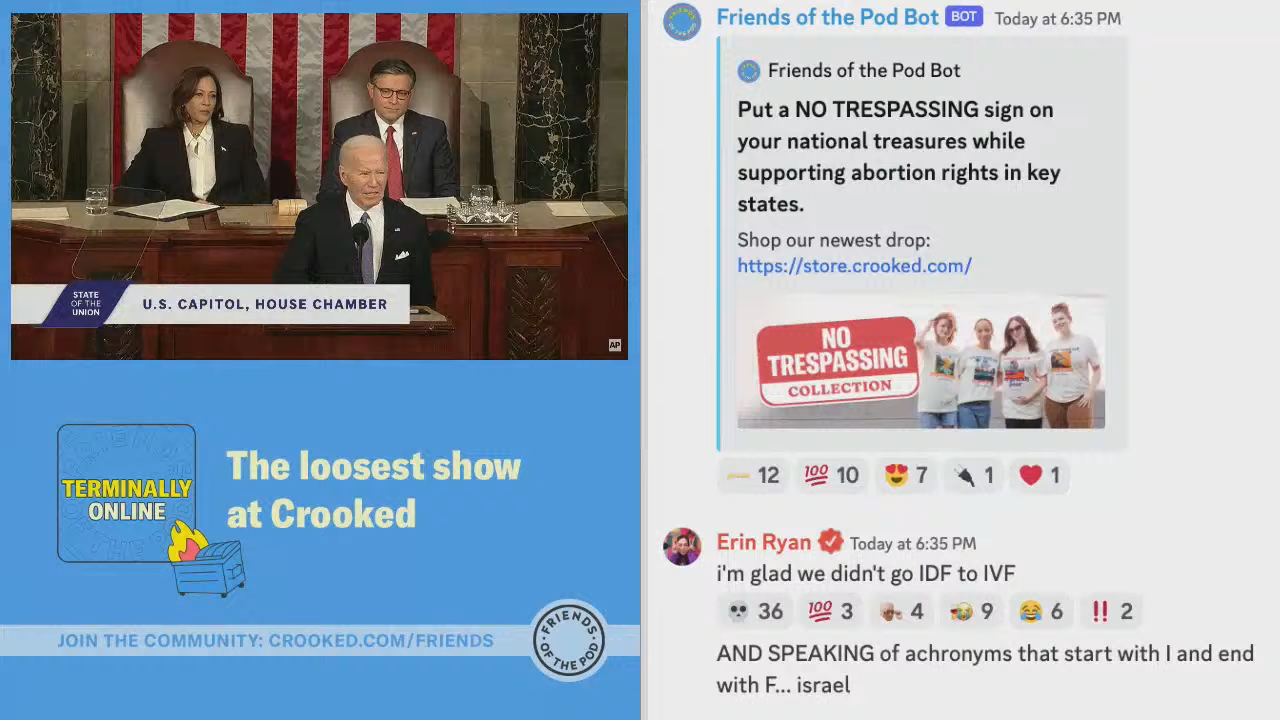 STATE
OF THE
UNION
U.S. CAPITOL, HOUSE CHAMBER
AP
TERMINALLY
ONLINE
The loosest show
at Crooked
JOIN THE COMMUNITY: CROOKED.COM/FRIENDS
FRIENDS
OF THE POD
Friends of the Pod Bot BOT Today at 6:35 PM
Friends of the Pod Bot
Put a NO TRESPASSING sign on
your national treasures while
supporting abortion rights in key
states.
Shop our newest drop:
https://store.crooked.com/
NO
TRESPASSING
COLLECTION
12 100 10 7 1 1
Erin Ryan Today at 6:35 PM
i'm glad we didn't go IDF to IVF
36 100 3 4 9 6 !! 2
AND SPEAKING of achronyms that start with I and end
with F... israel